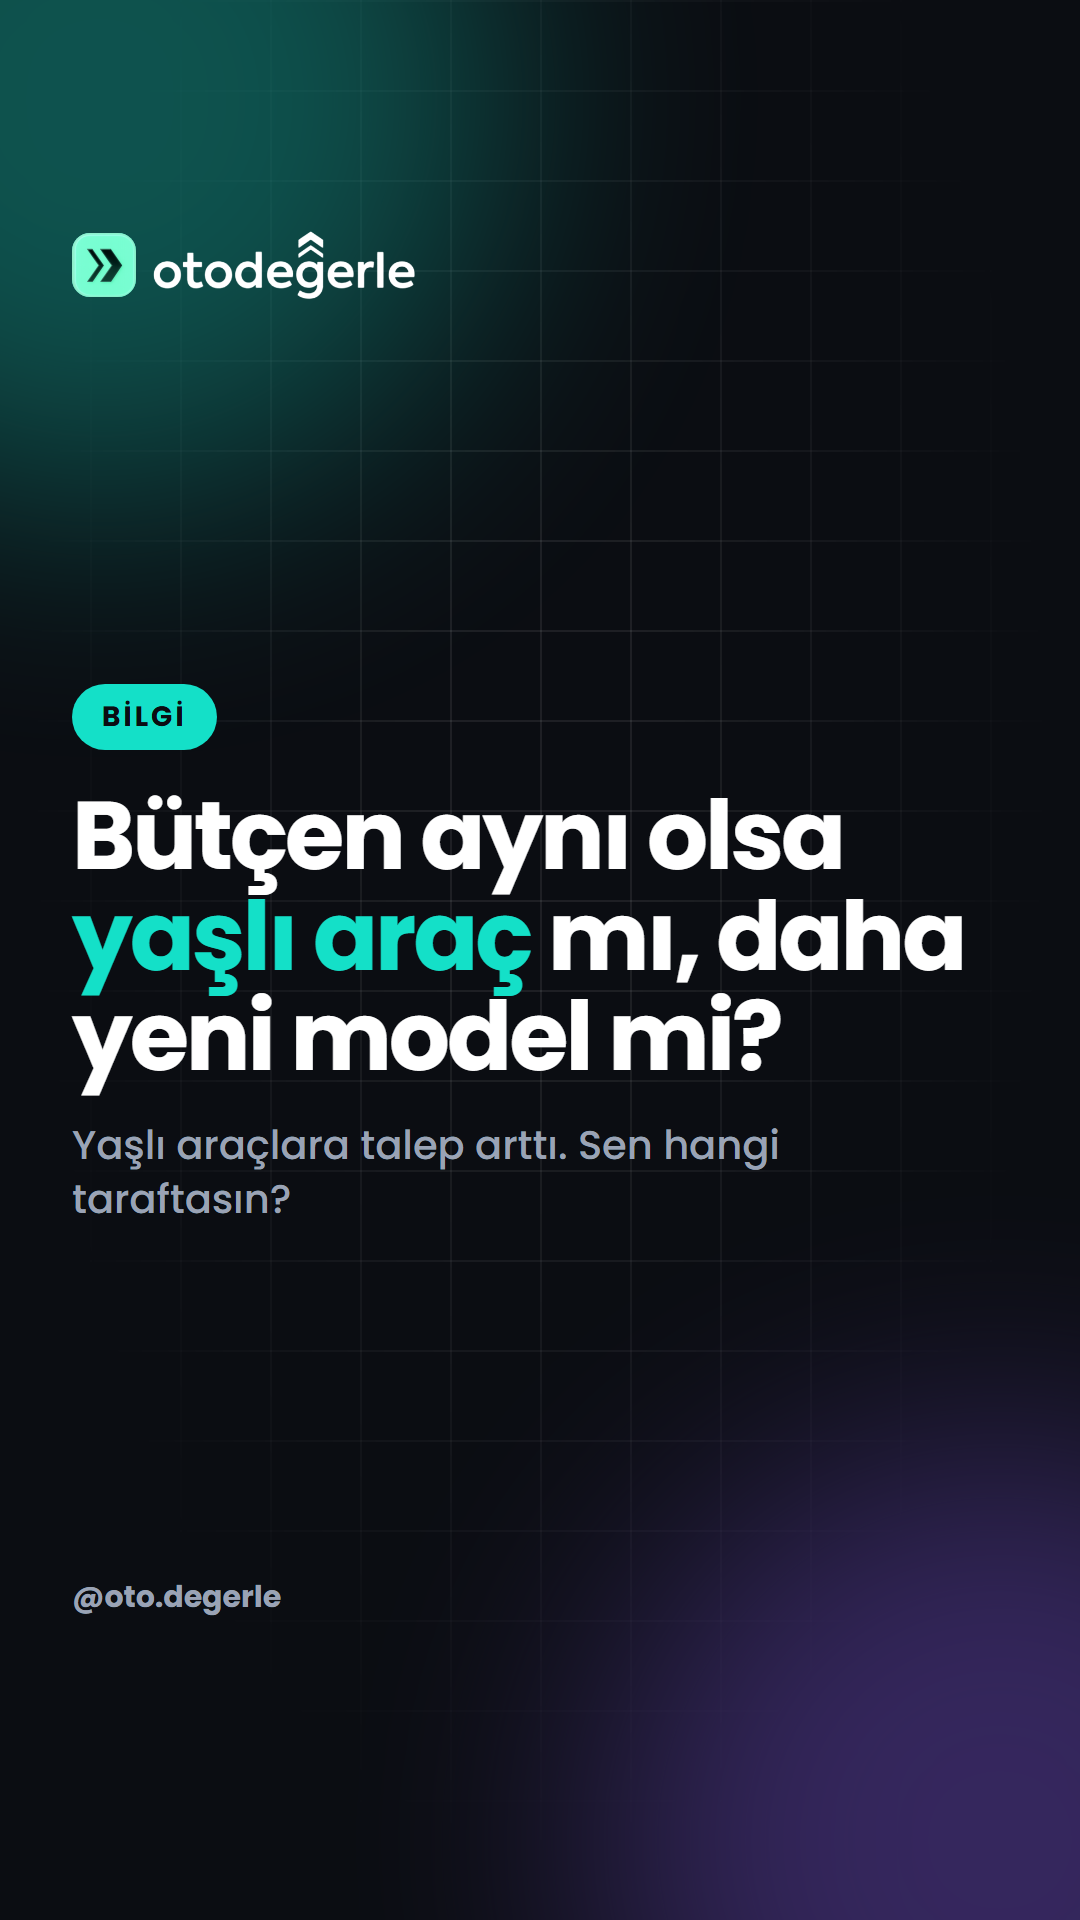 otodeğerle
BİLGİ
Bütçen aynı olsa
yaşlı araç mı, daha
yeni model mi?
Yaşlı araçlara talep arttı. Sen hangi
taraftasın?
@oto.degerle